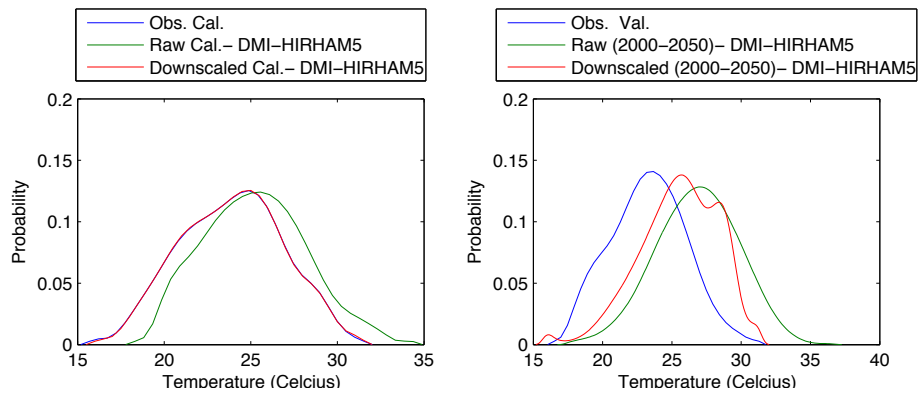 Obs. Cal.
Raw Cal.− DMI−HIRHAM5
Downscaled Cal.− DMI−HIRHAM5
0.2
0.15
0.1
0.05
0
15
20
25
30
35
Probability
Temperature (Celcius)
Obs. Val.
Raw (2000−2050)− DMI−HIRHAM5
Downscaled (2000−2050)− DMI−HIRHAM5
0.2
0.15
0.1
0.05
0
15
20
25
30
35
40
Probability
Temperature (Celcius)